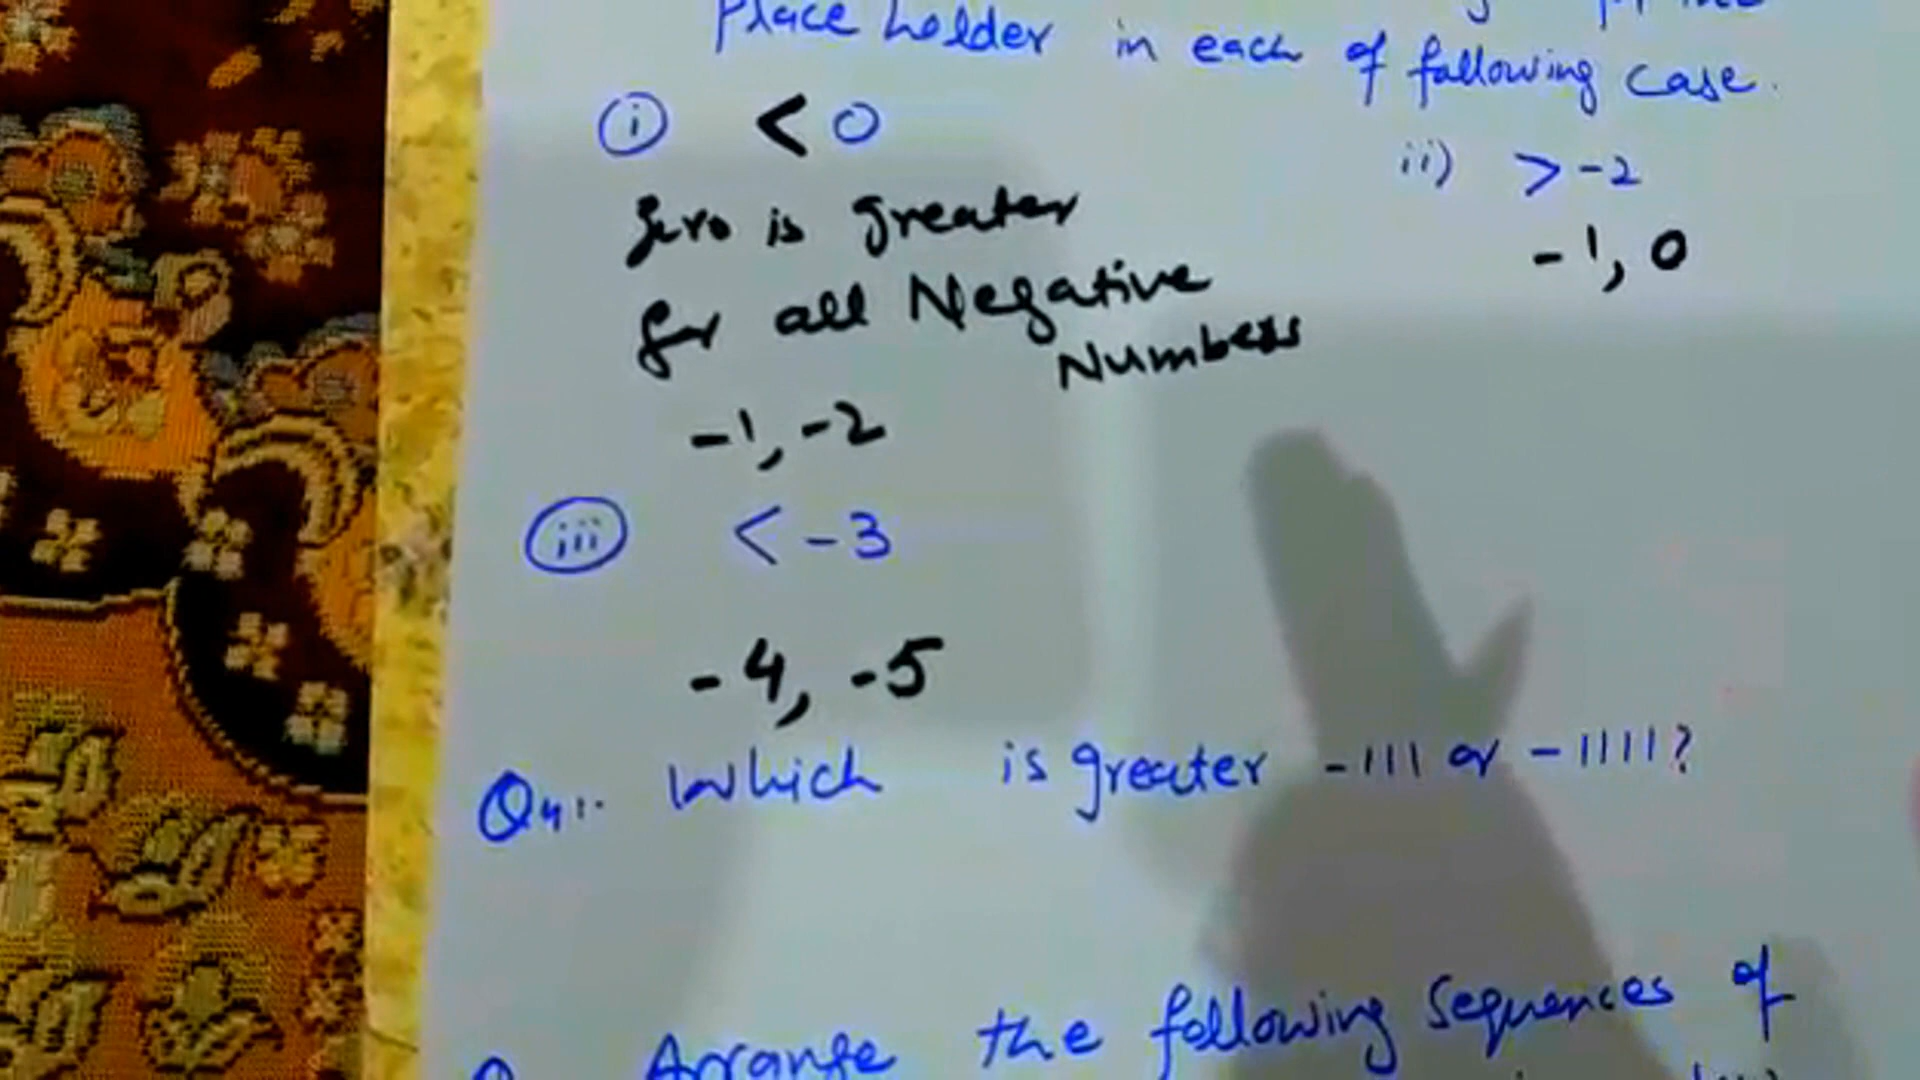 Place holder in each of following case.
(i) < 0
ii) > -2
Zero is greater
-1, 0
for all Negative
Numbers
-1, -2
(iii) < -3
-4, -5
Q4:- Which is greater -111 or -1111?
Arrange the following sequences of